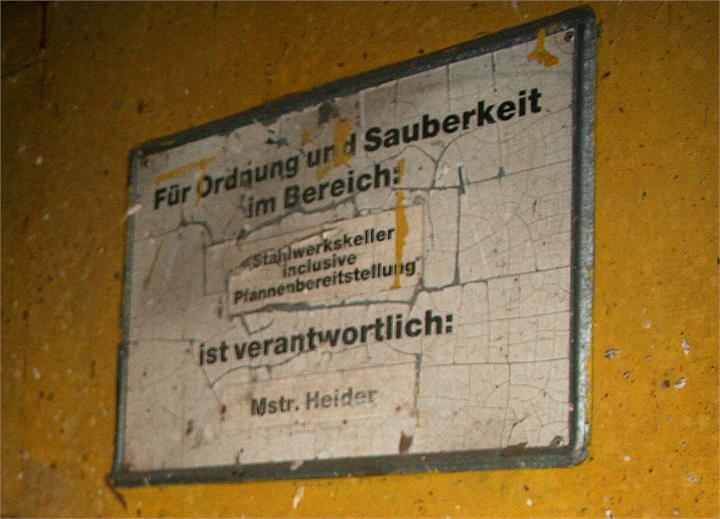 Für Ordnung und Sauberkeit
im Bereich:
Stahlwerkskeller
inclusive
Pfannenbereitstellung
ist verantwortlich:
Mstr. Heider